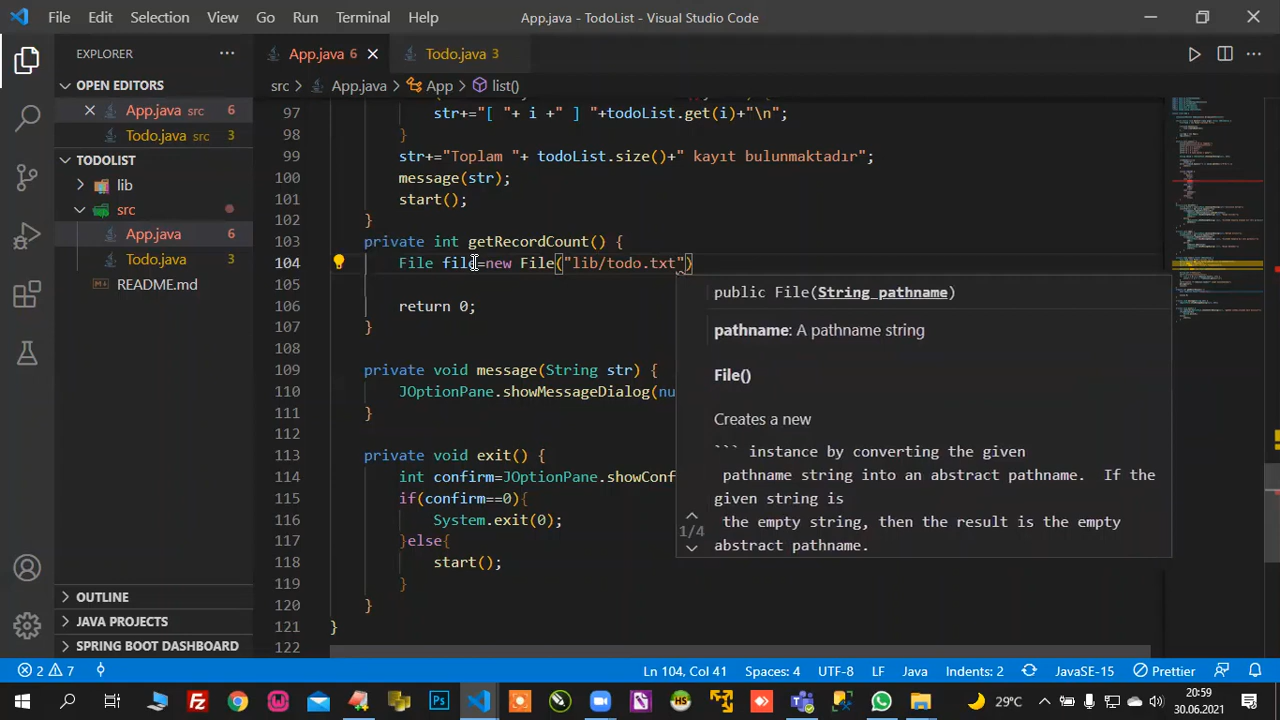 File Edit Selection View Go Run Terminal Help App.java - TodoList - Visual Studio Code
EXPLORER
OPEN EDITORS
App.java src 6
Todo.java src 3
TODOLIST
lib
src
App.java 6
Todo.java 3
README.md
OUTLINE
JAVA PROJECTS
SPRING BOOT DASHBOARD
App.java 6 Todo.java 3
src > App.java > App > list()
97 str+="[ "+ i +" ] "+todoList.get(i)+"\n";
98 }
99 str+="Toplam "+ todoList.size()+" kayıt bulunmaktadır";
100 message(str);
101 start();
102 }
103 private int getRecordCount() {
104 File file=new File("lib/todo.txt")
105
106 return 0;
107 }
108
109 private void message(String str) {
110 JOptionPane.showMessageDialog(nu
111 }
112
113 private void exit() {
114 int confirm=JOptionPane.showConf
115 if(confirm==0){
116 System.exit(0);
117 }else{
118 start();
119 }
120 }
121 }
122
public File(String pathname)
pathname: A pathname string
File()
Creates a new
``` instance by converting the given
pathname string into an abstract pathname. If the
given string is
the empty string, then the result is the empty
abstract pathname.
1/4
2 7 Ln 104, Col 41 Spaces: 4 UTF-8 LF Java Indents: 2 JavaSE-15 Prettier
29°C 20:59
30.06.2021